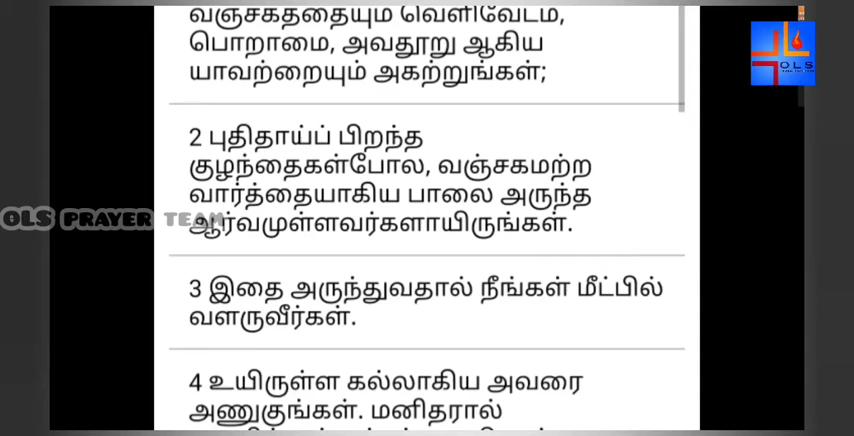 வஞ்சகத்தையும் வெளிவேடம்,
பொறாமை, அவதூறு ஆகிய
யாவற்றையும் அகற்றுங்கள்;
2 புதிதாய்ப் பிறந்த
குழந்தைகள்போல, வஞ்சகமற்ற
வார்த்தையாகிய பாலை அருந்த
ஆர்வமுள்ளவர்களாயிருங்கள்.
3 இதை அருந்துவதால் நீங்கள் மீட்பில்
வளருவீர்கள்.
4 உயிருள்ள கல்லாகிய அவரை
அணுகுங்கள். மனிதரால்
OLS PRAYER TEAM
OLS